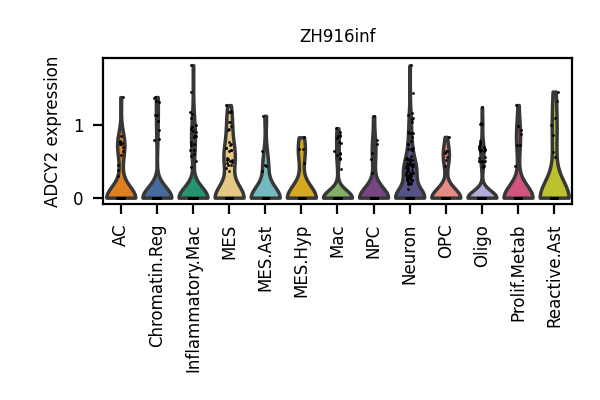 ZH916inf
ADCY2 expression
1
0
AC
Chromatin.Reg
Inflammatory.Mac
MES
MES.Ast
MES.Hyp
Mac
NPC
Neuron
OPC
Oligo
Prolif.Metab
Reactive.Ast